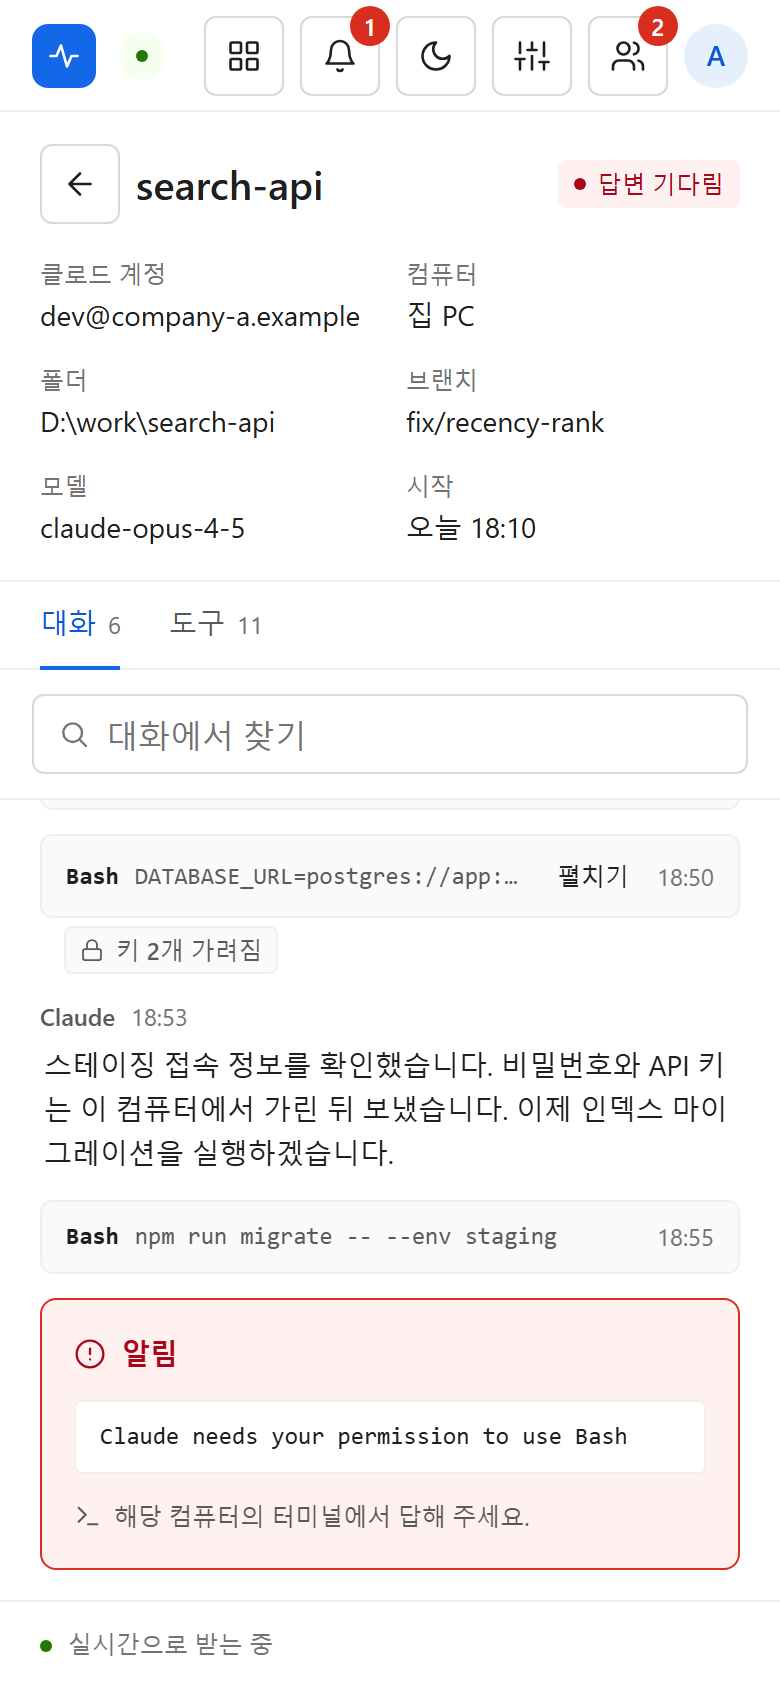 1
2
A
search-api
답변 기다림
클로드 계정
컴퓨터
dev@company-a.example
집 PC
폴더
브랜치
D:\work\search-api
fix/recency-rank
모델
시작
claude-opus-4-5
오늘 18:10
대화 6
도구 11
대화에서 찾기
Bash DATABASE_URL=postgres://app:… 펼치기 18:50
키 2개 가려짐
Claude 18:53
스테이징 접속 정보를 확인했습니다. 비밀번호와 API 키
는 이 컴퓨터에서 가린 뒤 보냈습니다. 이제 인덱스 마이
그레이션을 실행하겠습니다.
Bash npm run migrate -- --env staging 18:55
알림
Claude needs your permission to use Bash
해당 컴퓨터의 터미널에서 답해 주세요.
실시간으로 받는 중